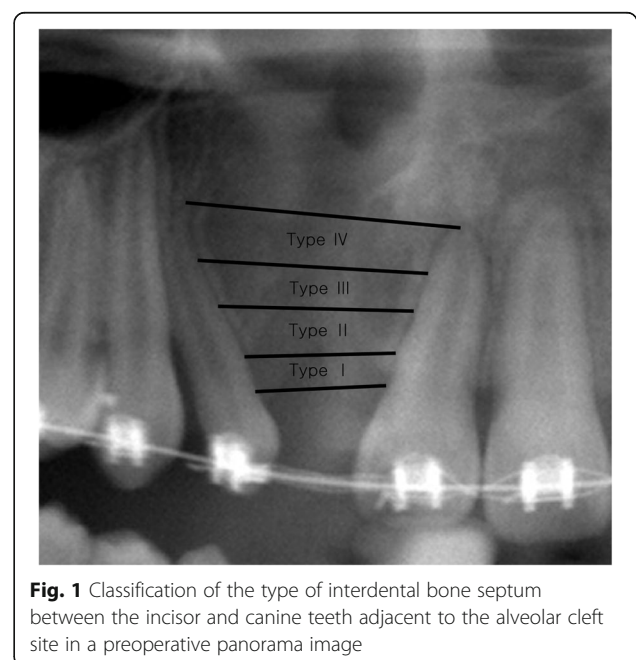 Type IV
Type III
Type II
Type I
Fig. 1 Classification of the type of interdental bone septum
between the incisor and canine teeth adjacent to the alveolar cleft
site in a preoperative panorama image